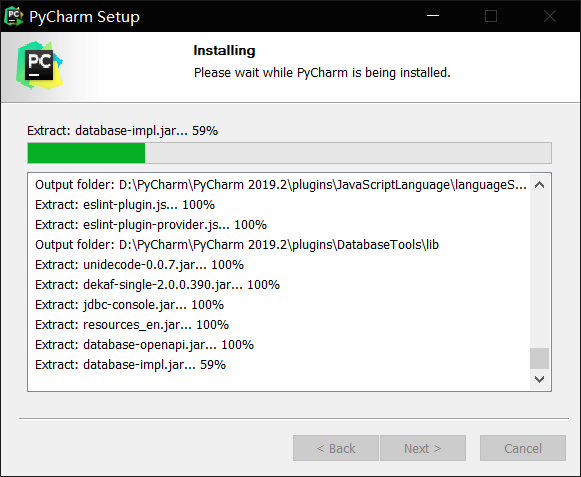 PyCharm Setup
PC
Installing
Please wait while PyCharm is being installed.
Extract: database-impl.jar... 59%
Output folder: D:\PyCharm\PyCharm 2019.2\plugins\JavaScriptLanguage\languageS...
Extract: eslint-plugin.js... 100%
Extract: eslint-plugin-provider.js... 100%
Output folder: D:\PyCharm\PyCharm 2019.2\plugins\DatabaseTools\lib
Extract: unidecode-0.0.7.jar... 100%
Extract: dekaf-single-2.0.0.390.jar... 100%
Extract: jdbc-console.jar... 100%
Extract: resources_en.jar... 100%
Extract: database-openapi.jar... 100%
Extract: database-impl.jar... 59%
< Back Next > Cancel